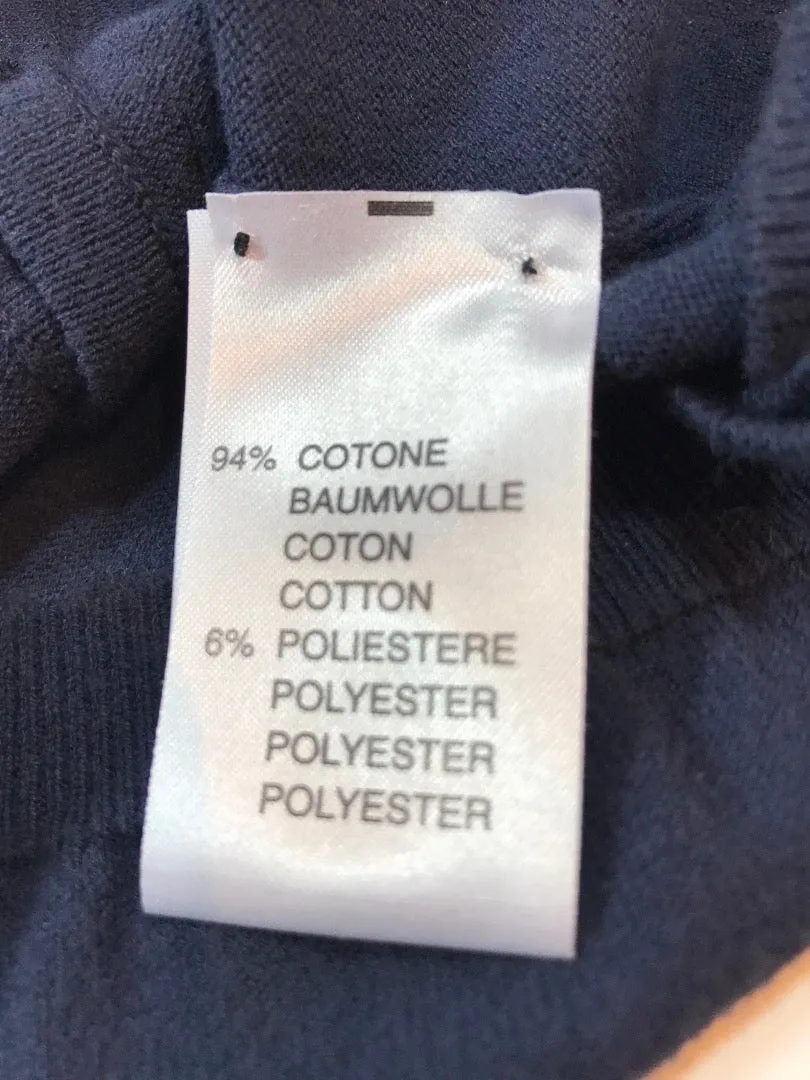 94% COTONE
BAUMWOLLE
COTON
COTTON
6% POLIESTERE
POLYESTER
POLYESTER
POLYESTER